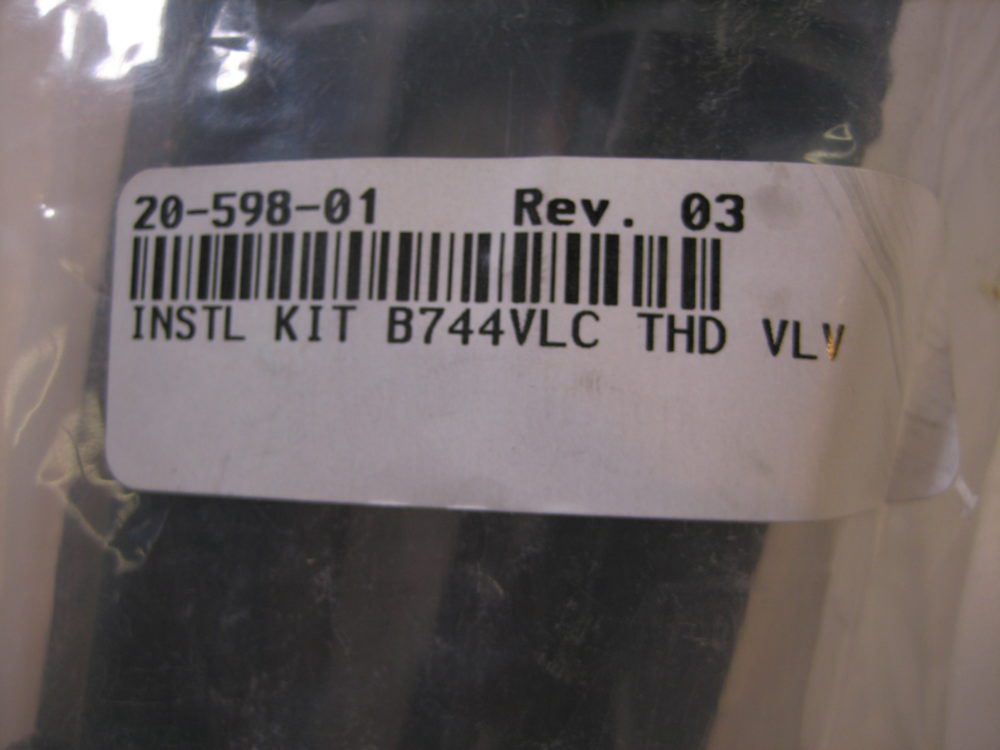 20-598-01 Rev. 03
INSTL KIT B744VLC THD VLV